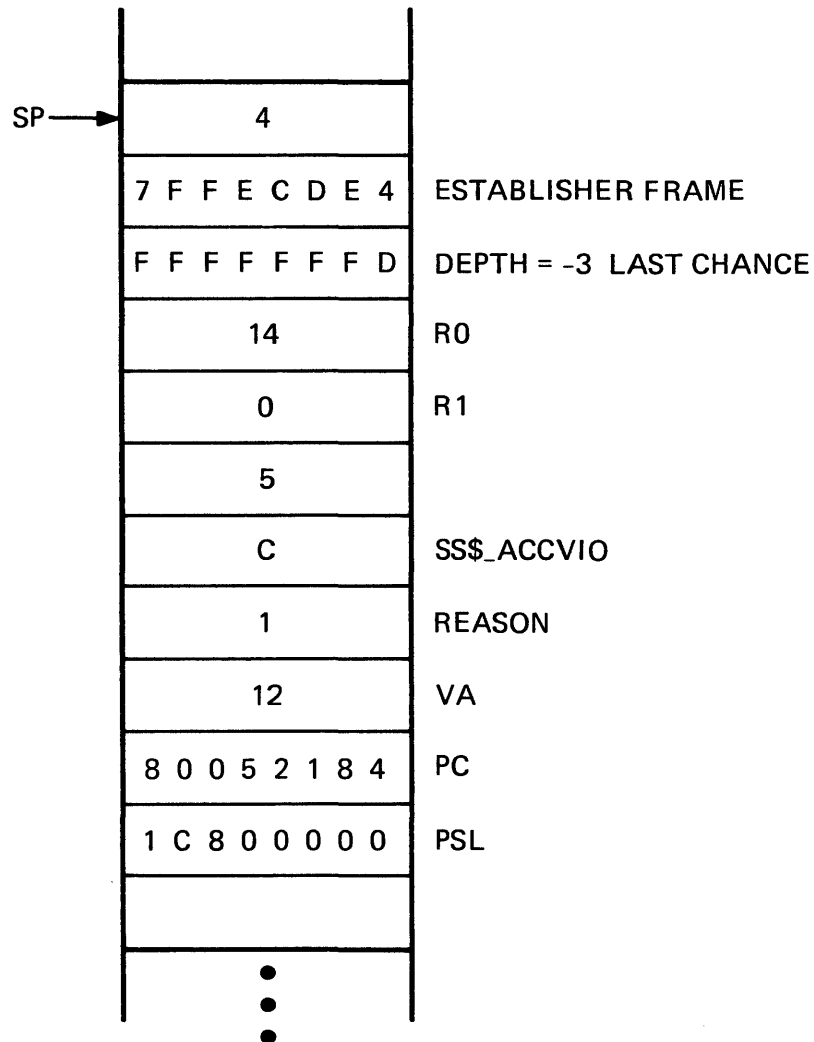 SP 4
7 F F E C D E 4 ESTABLISHER FRAME
F F F F F F F D DEPTH = -3 LAST CHANCE
14 R0
0 R1
5
C SS$_ACCVIO
1 REASON
12 VA
8 0 0 5 2 1 8 4 PC
1 C 8 0 0 0 0 0 PSL